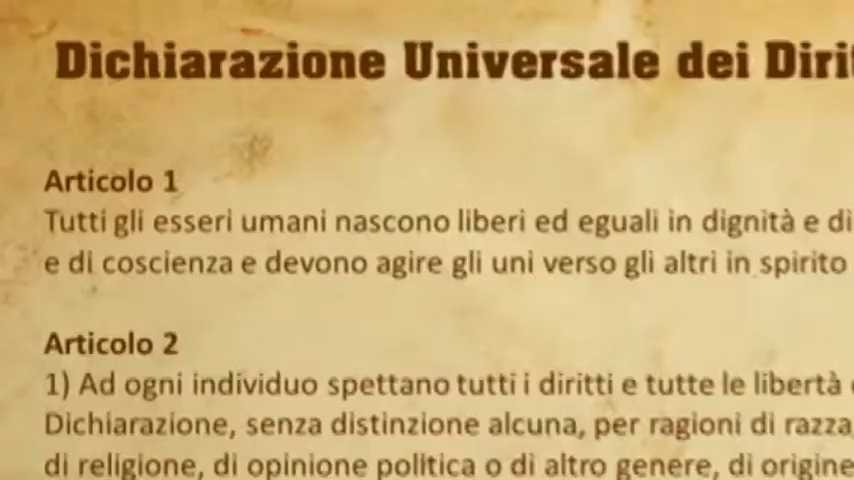 Dichiarazione Universale dei Dirit
Articolo 1
Tutti gli esseri umani nascono liberi ed eguali in dignità e di
e di coscienza e devono agire gli uni verso gli altri in spirito
Articolo 2
1) Ad ogni individuo spettano tutti i diritti e tutte le libertà
Dichiarazione, senza distinzione alcuna, per ragioni di razza,
di religione, di opinione politica o di altro genere, di origine